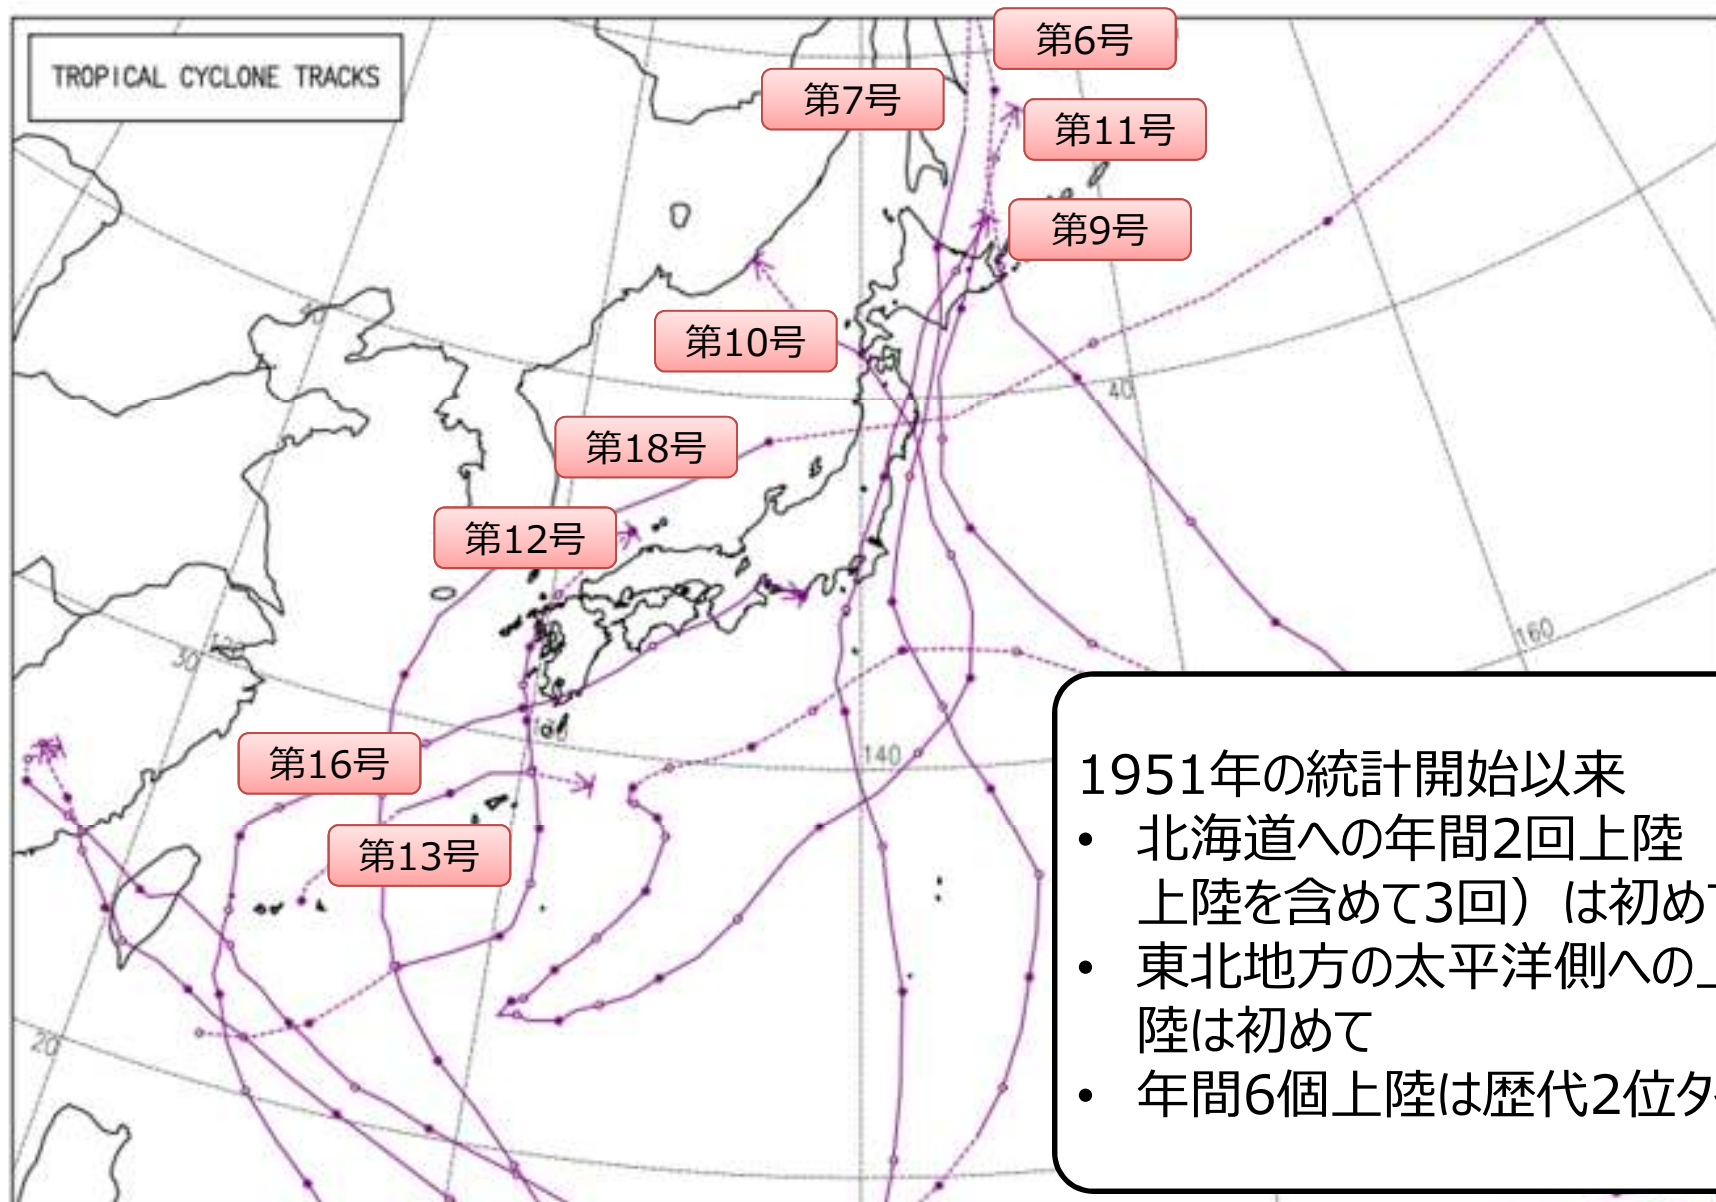 TROPICAL CYCLONE TRACKS
第6号
第7号
第11号
第9号
第10号
第18号
第12号
第16号
第13号
40
160
30
140
20
1951年の統計開始以来
• 北海道への年間2回上陸
上陸を含めて3回）は初め
• 東北地方の太平洋側への
陸は初めて
• 年間6個上陸は歴代2位タ